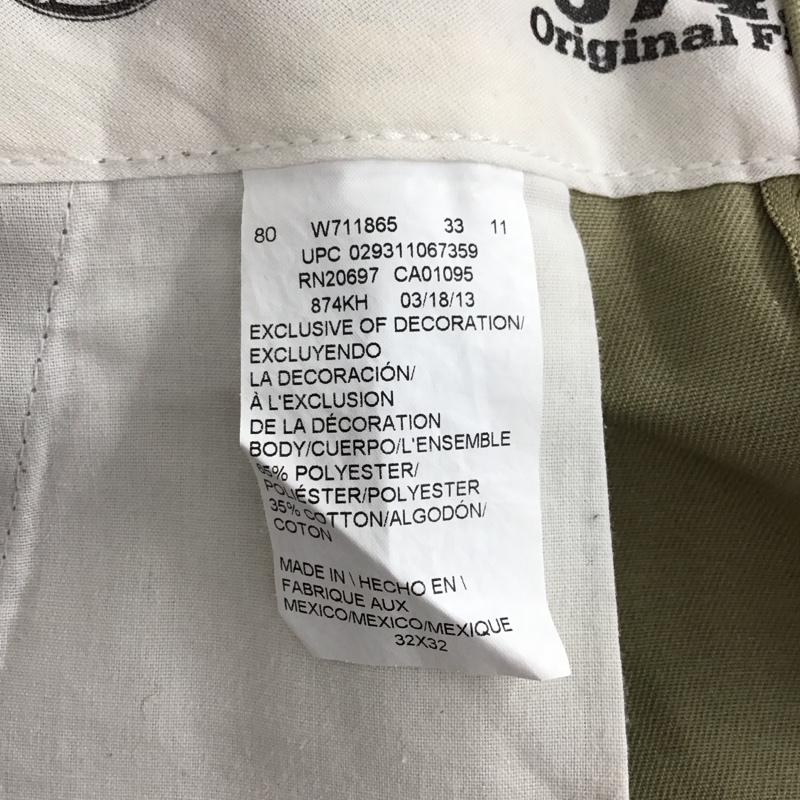 Original
80 W711865 33 11
UPC 029311067359
RN20697 CA01095
874KH 03/18/13
EXCLUSIVE OF DECORATION/
EXCLUYENDO
LA DECORACIÓN/
À L'EXCLUSION
DE LA DÉCORATION
BODY/CUERPO/L'ENSEMBLE
65% POLYESTER/
POLIÉSTER/POLYESTER
35% COTTON/ALGODÓN/
COTON
MADE IN \ HECHO EN \
FABRIQUE AUX
MEXICO/MEXICO/MEXIQUE
32X32